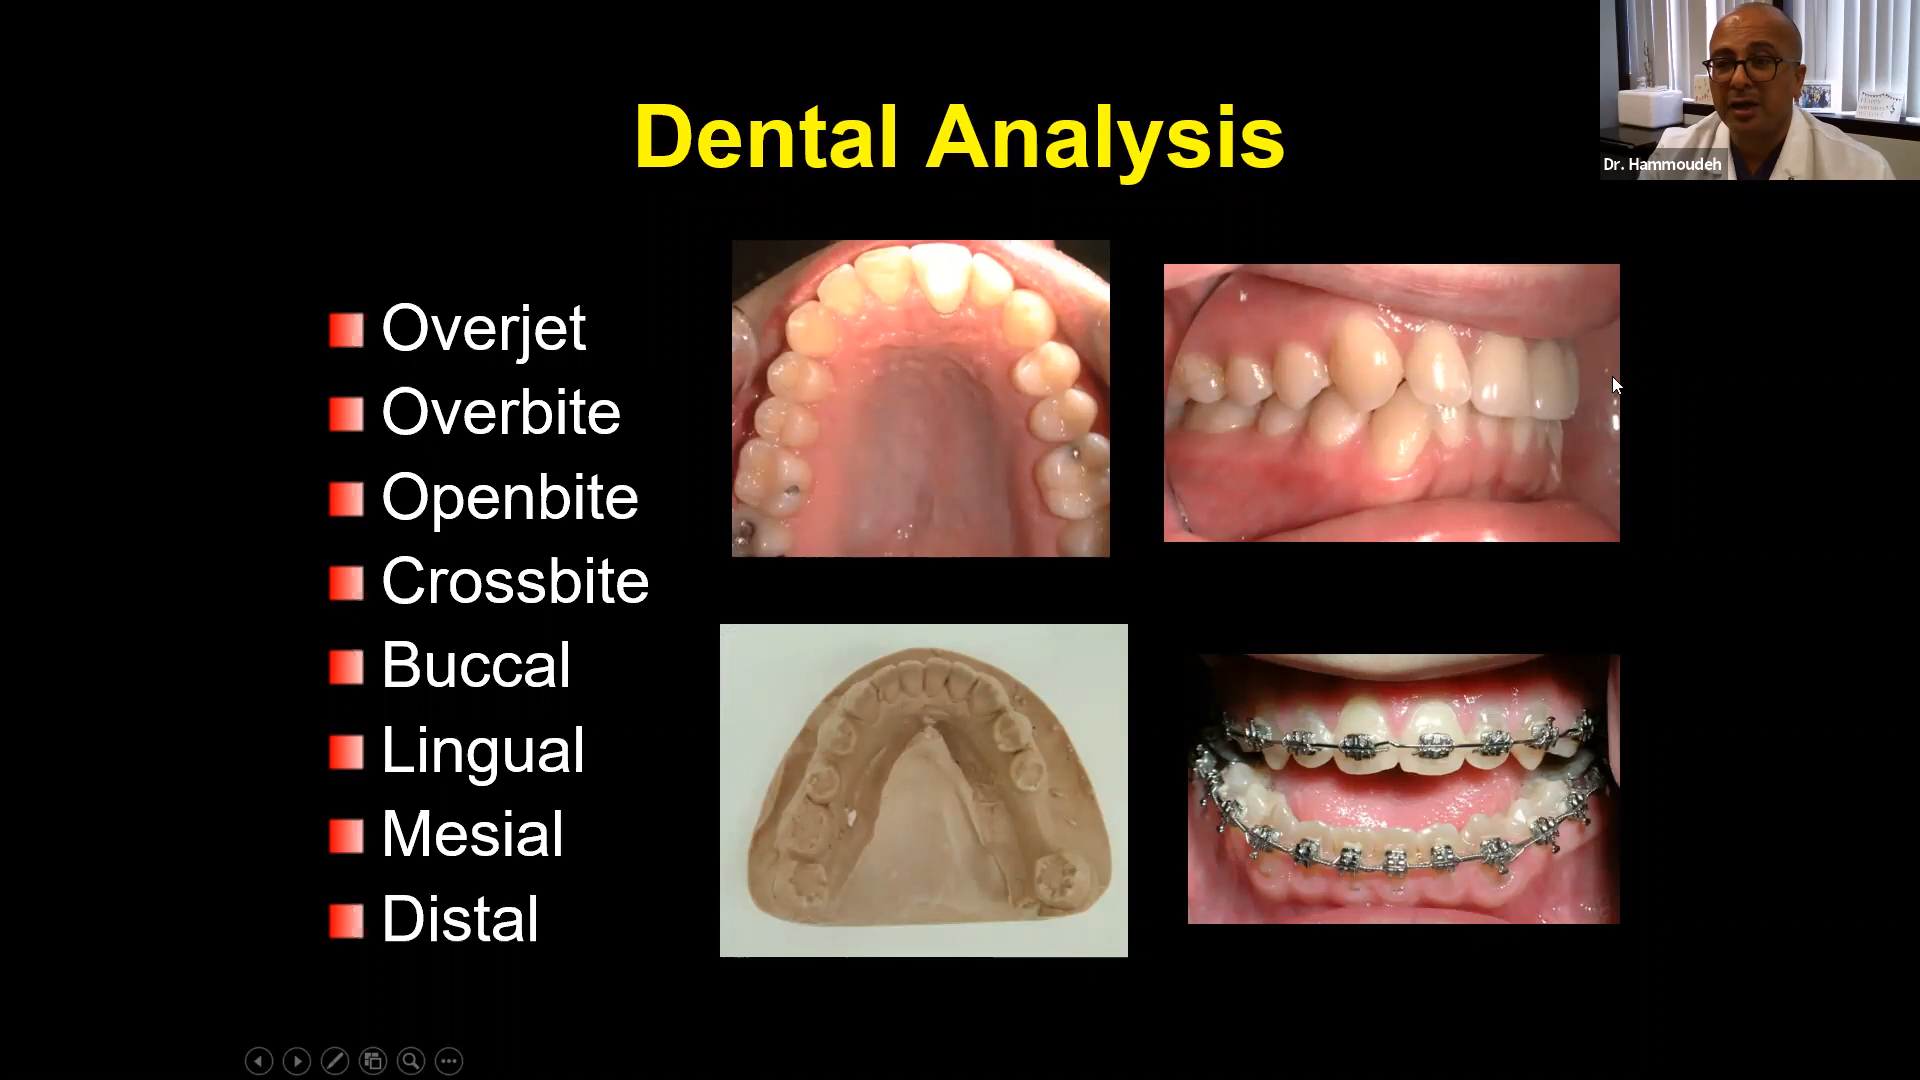 Dental Analysis
Dr. Hammoudeh
Overjet
Overbite
Openbite
Crossbite
Buccal
Lingual
Mesial
Distal